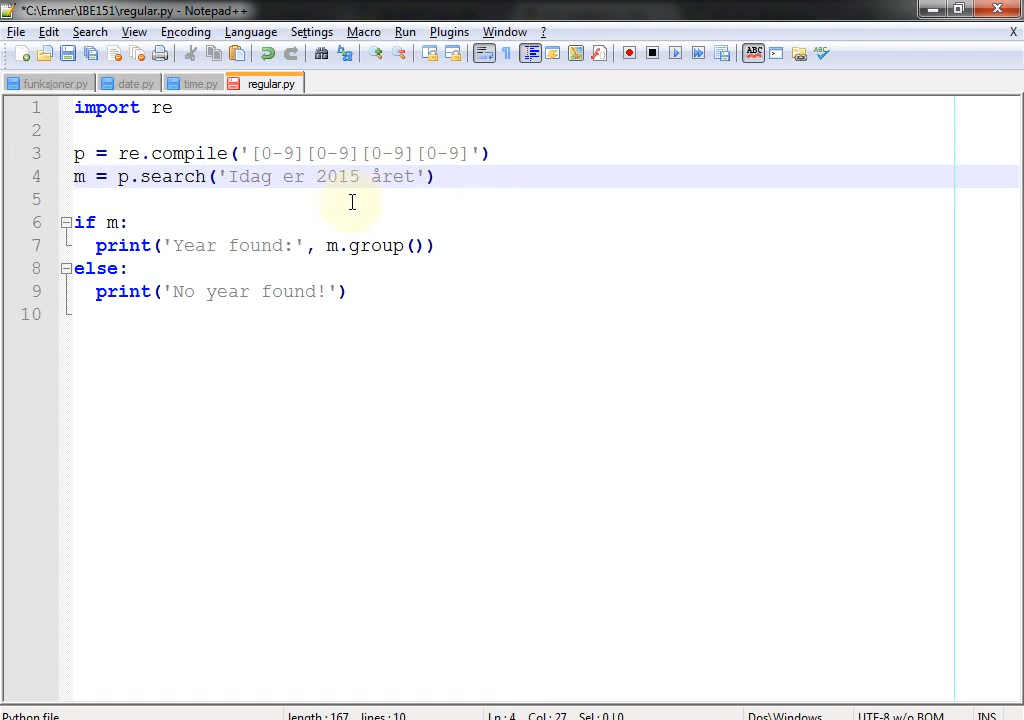 *C:\Emner\IBE151\regular.py - Notepad++
File Edit Search View Encoding Language Settings Macro Run Plugins Window ? X
funksjoner.py date.py time.py regular.py
1 import re
2
3 p = re.compile('[0-9][0-9][0-9][0-9]')
4 m = p.search('Idag er 2015 året')
5
6 if m:
7 print('Year found:', m.group())
8 else:
9 print('No year found!')
10
Python file length : 167 lines : 10 Ln : 4 Col : 27 Sel : 0 | 0 Dos\Windows UTF-8 w/o BOM INS